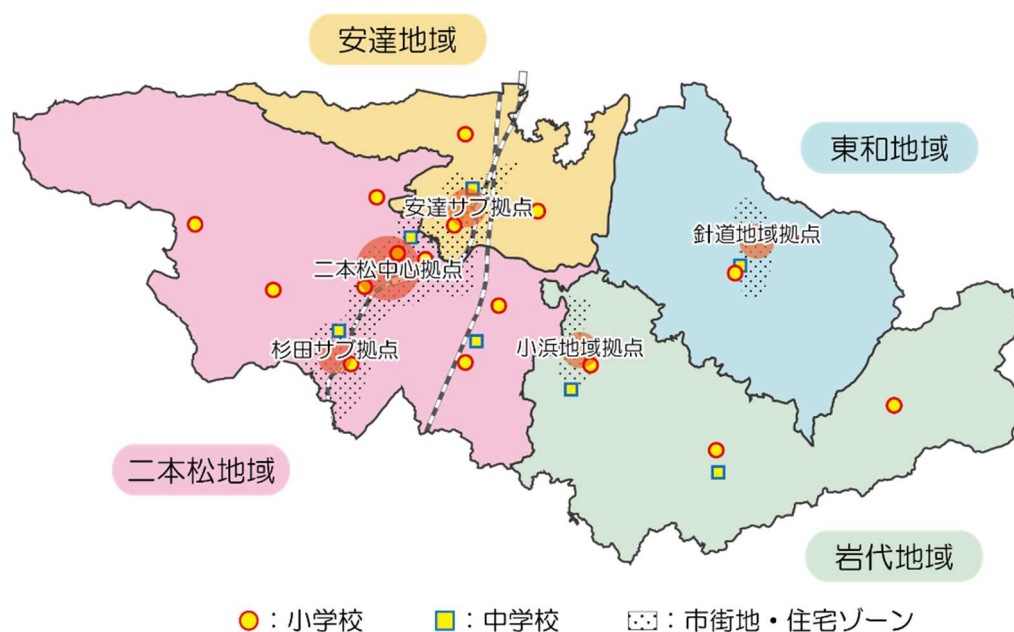 安達地域
東和地域
安達サブ拠点
針道地域拠点
二本松中心拠点
杉田サブ拠点
小浜地域拠点
二本松地域
岩代地域
：小学校
：中学校
：市街地・住宅ゾーン